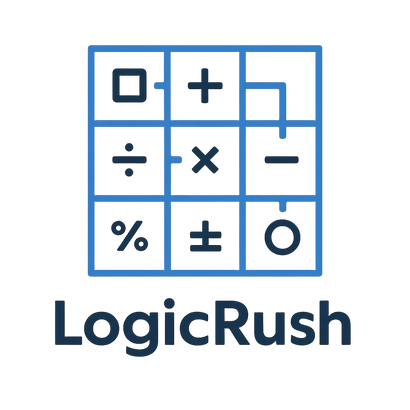 □ +
÷ × −
% ± ○
LogicRush